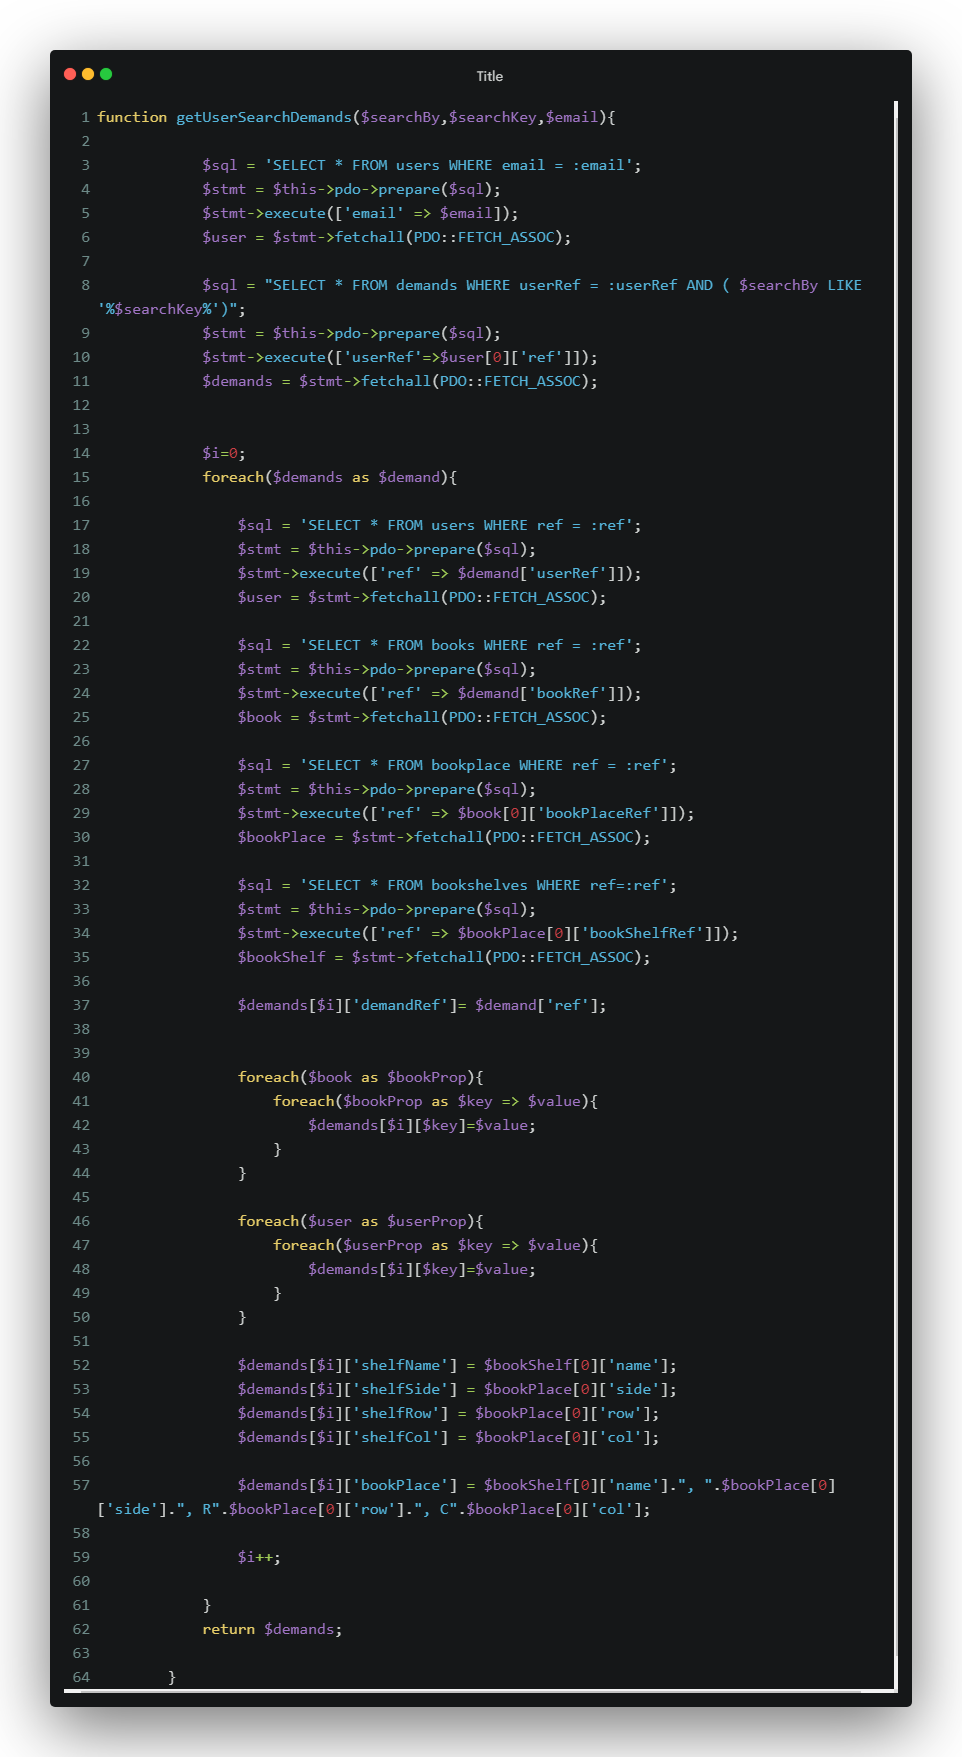 Title
1 function getUserSearchDemands($searchBy,$searchKey,$email){
2
3 $sql = 'SELECT * FROM users WHERE email = :email';
4 $stmt = $this->pdo->prepare($sql);
5 $stmt->execute(['email' => $email]);
6 $user = $stmt->fetchall(PDO::FETCH_ASSOC);
7
8 $sql = "SELECT * FROM demands WHERE userRef = :userRef AND ( $searchBy LIKE
'%$searchKey%')";
9 $stmt = $this->pdo->prepare($sql);
10 $stmt->execute(['userRef'=>$user[0]['ref']]);
11 $demands = $stmt->fetchall(PDO::FETCH_ASSOC);
12
13
14 $i=0;
15 foreach($demands as $demand){
16
17 $sql = 'SELECT * FROM users WHERE ref = :ref';
18 $stmt = $this->pdo->prepare($sql);
19 $stmt->execute(['ref' => $demand['userRef']]);
20 $user = $stmt->fetchall(PDO::FETCH_ASSOC);
21
22 $sql = 'SELECT * FROM books WHERE ref = :ref';
23 $stmt = $this->pdo->prepare($sql);
24 $stmt->execute(['ref' => $demand['bookRef']]);
25 $book = $stmt->fetchall(PDO::FETCH_ASSOC);
26
27 $sql = 'SELECT * FROM bookplace WHERE ref = :ref';
28 $stmt = $this->pdo->prepare($sql);
29 $stmt->execute(['ref' => $book[0]['bookPlaceRef']]);
30 $bookPlace = $stmt->fetchall(PDO::FETCH_ASSOC);
31
32 $sql = 'SELECT * FROM bookshelves WHERE ref=:ref';
33 $stmt = $this->pdo->prepare($sql);
34 $stmt->execute(['ref' => $bookPlace[0]['bookShelfRef']]);
35 $bookShelf = $stmt->fetchall(PDO::FETCH_ASSOC);
36
37 $demands[$i]['demandRef']= $demand['ref'];
38
39
40 foreach($book as $bookProp){
41 foreach($bookProp as $key => $value){
42 $demands[$i][$key]=$value;
43 }
44 }
45
46 foreach($user as $userProp){
47 foreach($userProp as $key => $value){
48 $demands[$i][$key]=$value;
49 }
50 }
51
52 $demands[$i]['shelfName'] = $bookShelf[0]['name'];
53 $demands[$i]['shelfSide'] = $bookPlace[0]['side'];
54 $demands[$i]['shelfRow'] = $bookPlace[0]['row'];
55 $demands[$i]['shelfCol'] = $bookPlace[0]['col'];
56
57 $demands[$i]['bookPlace'] = $bookShelf[0]['name'].", ".$bookPlace[0]
['side'].", R".$bookPlace[0]['row'].", C".$bookPlace[0]['col'];
58
59 $i++;
60
61 }
62 return $demands;
63
64 }